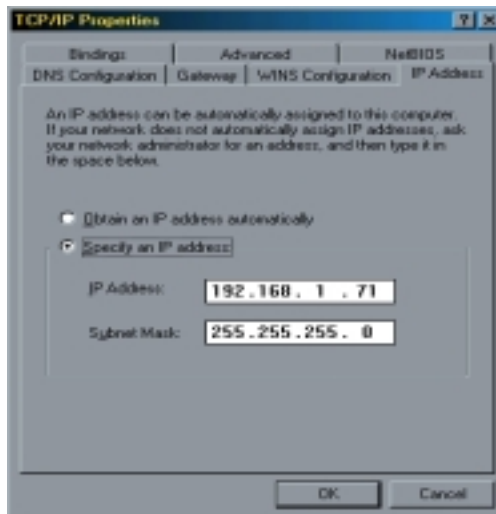 TCP/IP Properties
Bindings Advanced NetBIOS
DNS Configuration Gateway WINS Configuration IP Address
An IP address can be automatically assigned to this computer.
If your network does not automatically assign IP addresses, ask
your network administrator for an address, and then type it in
the space below.
Obtain an IP address automatically
Specify an IP address:
IP Address: 192.168. 1 .71
Subnet Mask: 255.255.255. 0
OK Cancel